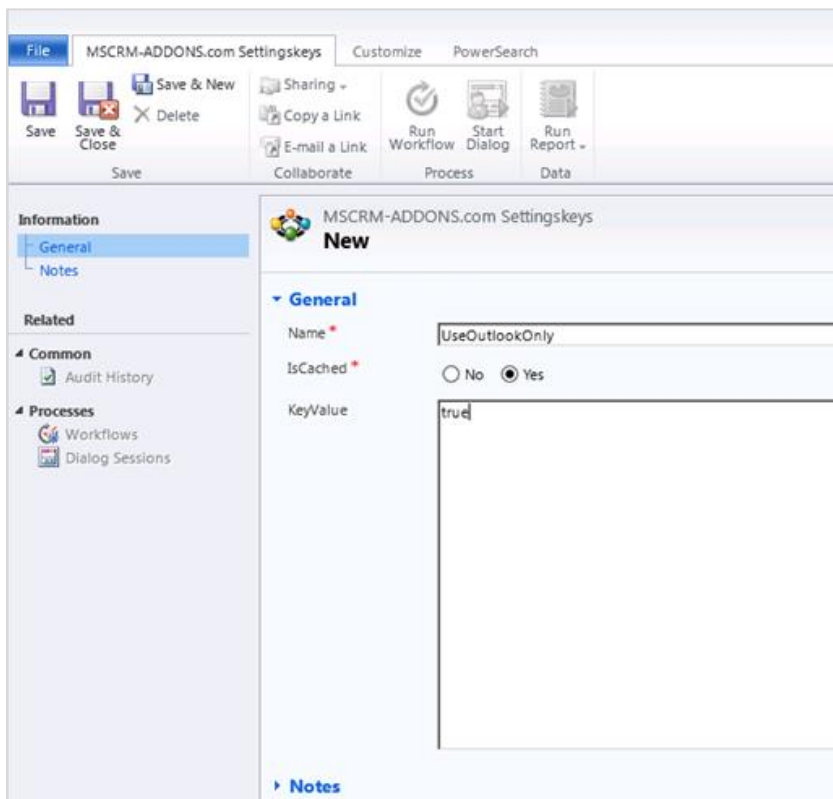 File MSCRM-ADDONS.com Settingskeys Customize PowerSearch
Save
Save & Close
Save & New
Delete
Save
Sharing
Copy a Link
E-mail a Link
Collaborate
Run Workflow
Start Dialog
Process
Run Report
Data
Information
General
Notes
Related
Common
Audit History
Processes
Workflows
Dialog Sessions
MSCRM-ADDONS.com Settingskeys
New
General
Name * UseOutlookOnly
IsCached * No Yes
KeyValue true
Notes